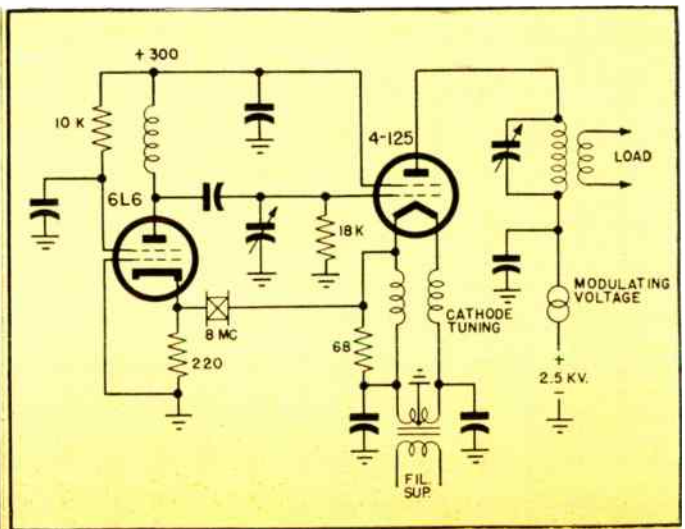 + 300
10 K
4-125
LOAD
6L6
18K
MODULATING
VOLTAGE
CATHODE
TUNING
8 MC
68
220
+
2.5 KV.
-
FIL.
SUP.